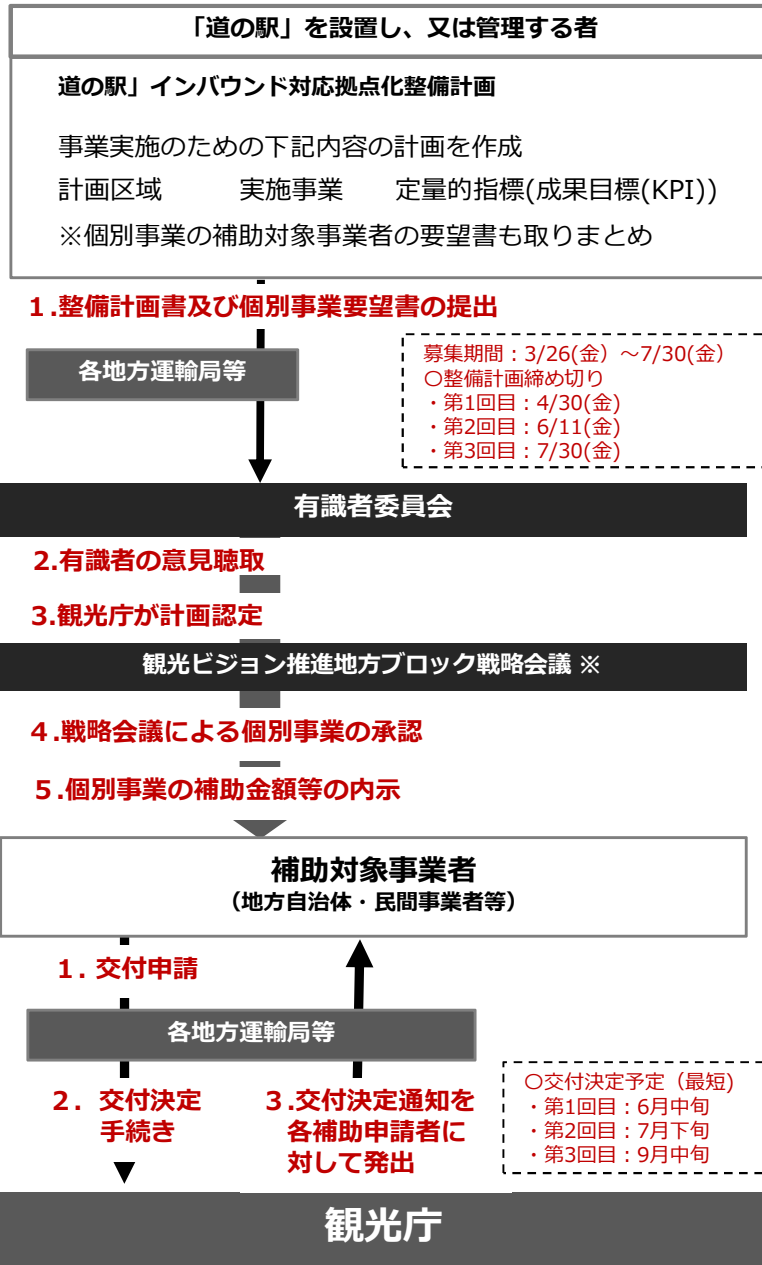 「道の駅」を設置し、又は管理する者
道の駅」インバウンド対応拠点化整備計画
事業実施のための下記内容の計画を作成
計画区域　　　実施事業　　定量的指標(成果目標(KPI))
※個別事業の補助対象事業者の要望書も取りまとめ
１.整備計画書及び個別事業要望書の提出
各地方運輸局等
募集期間：3/26(金）～7/30(金）
〇整備計画締め切り
・第1回目：4/30(金)
・第2回目：6/11(金)
・第3回目：7/30(金)
有識者委員会
2.有識者の意見聴取
3.観光庁が計画認定
観光ビジョン推進地方ブロック戦略会議 ※
４.戦略会議による個別事業の承認
５.個別事業の補助金額等の内示
補助対象事業者
（地方自治体・民間事業者等）
１. 交付申請
各地方運輸局等
２．交付決定
手続き
３.交付決定通知を
各補助申請者に
対して発出
〇交付決定予定（最短)
・第1回目：6月中旬
・第2回目：7月下旬
・第3回目：9月中旬
観光庁